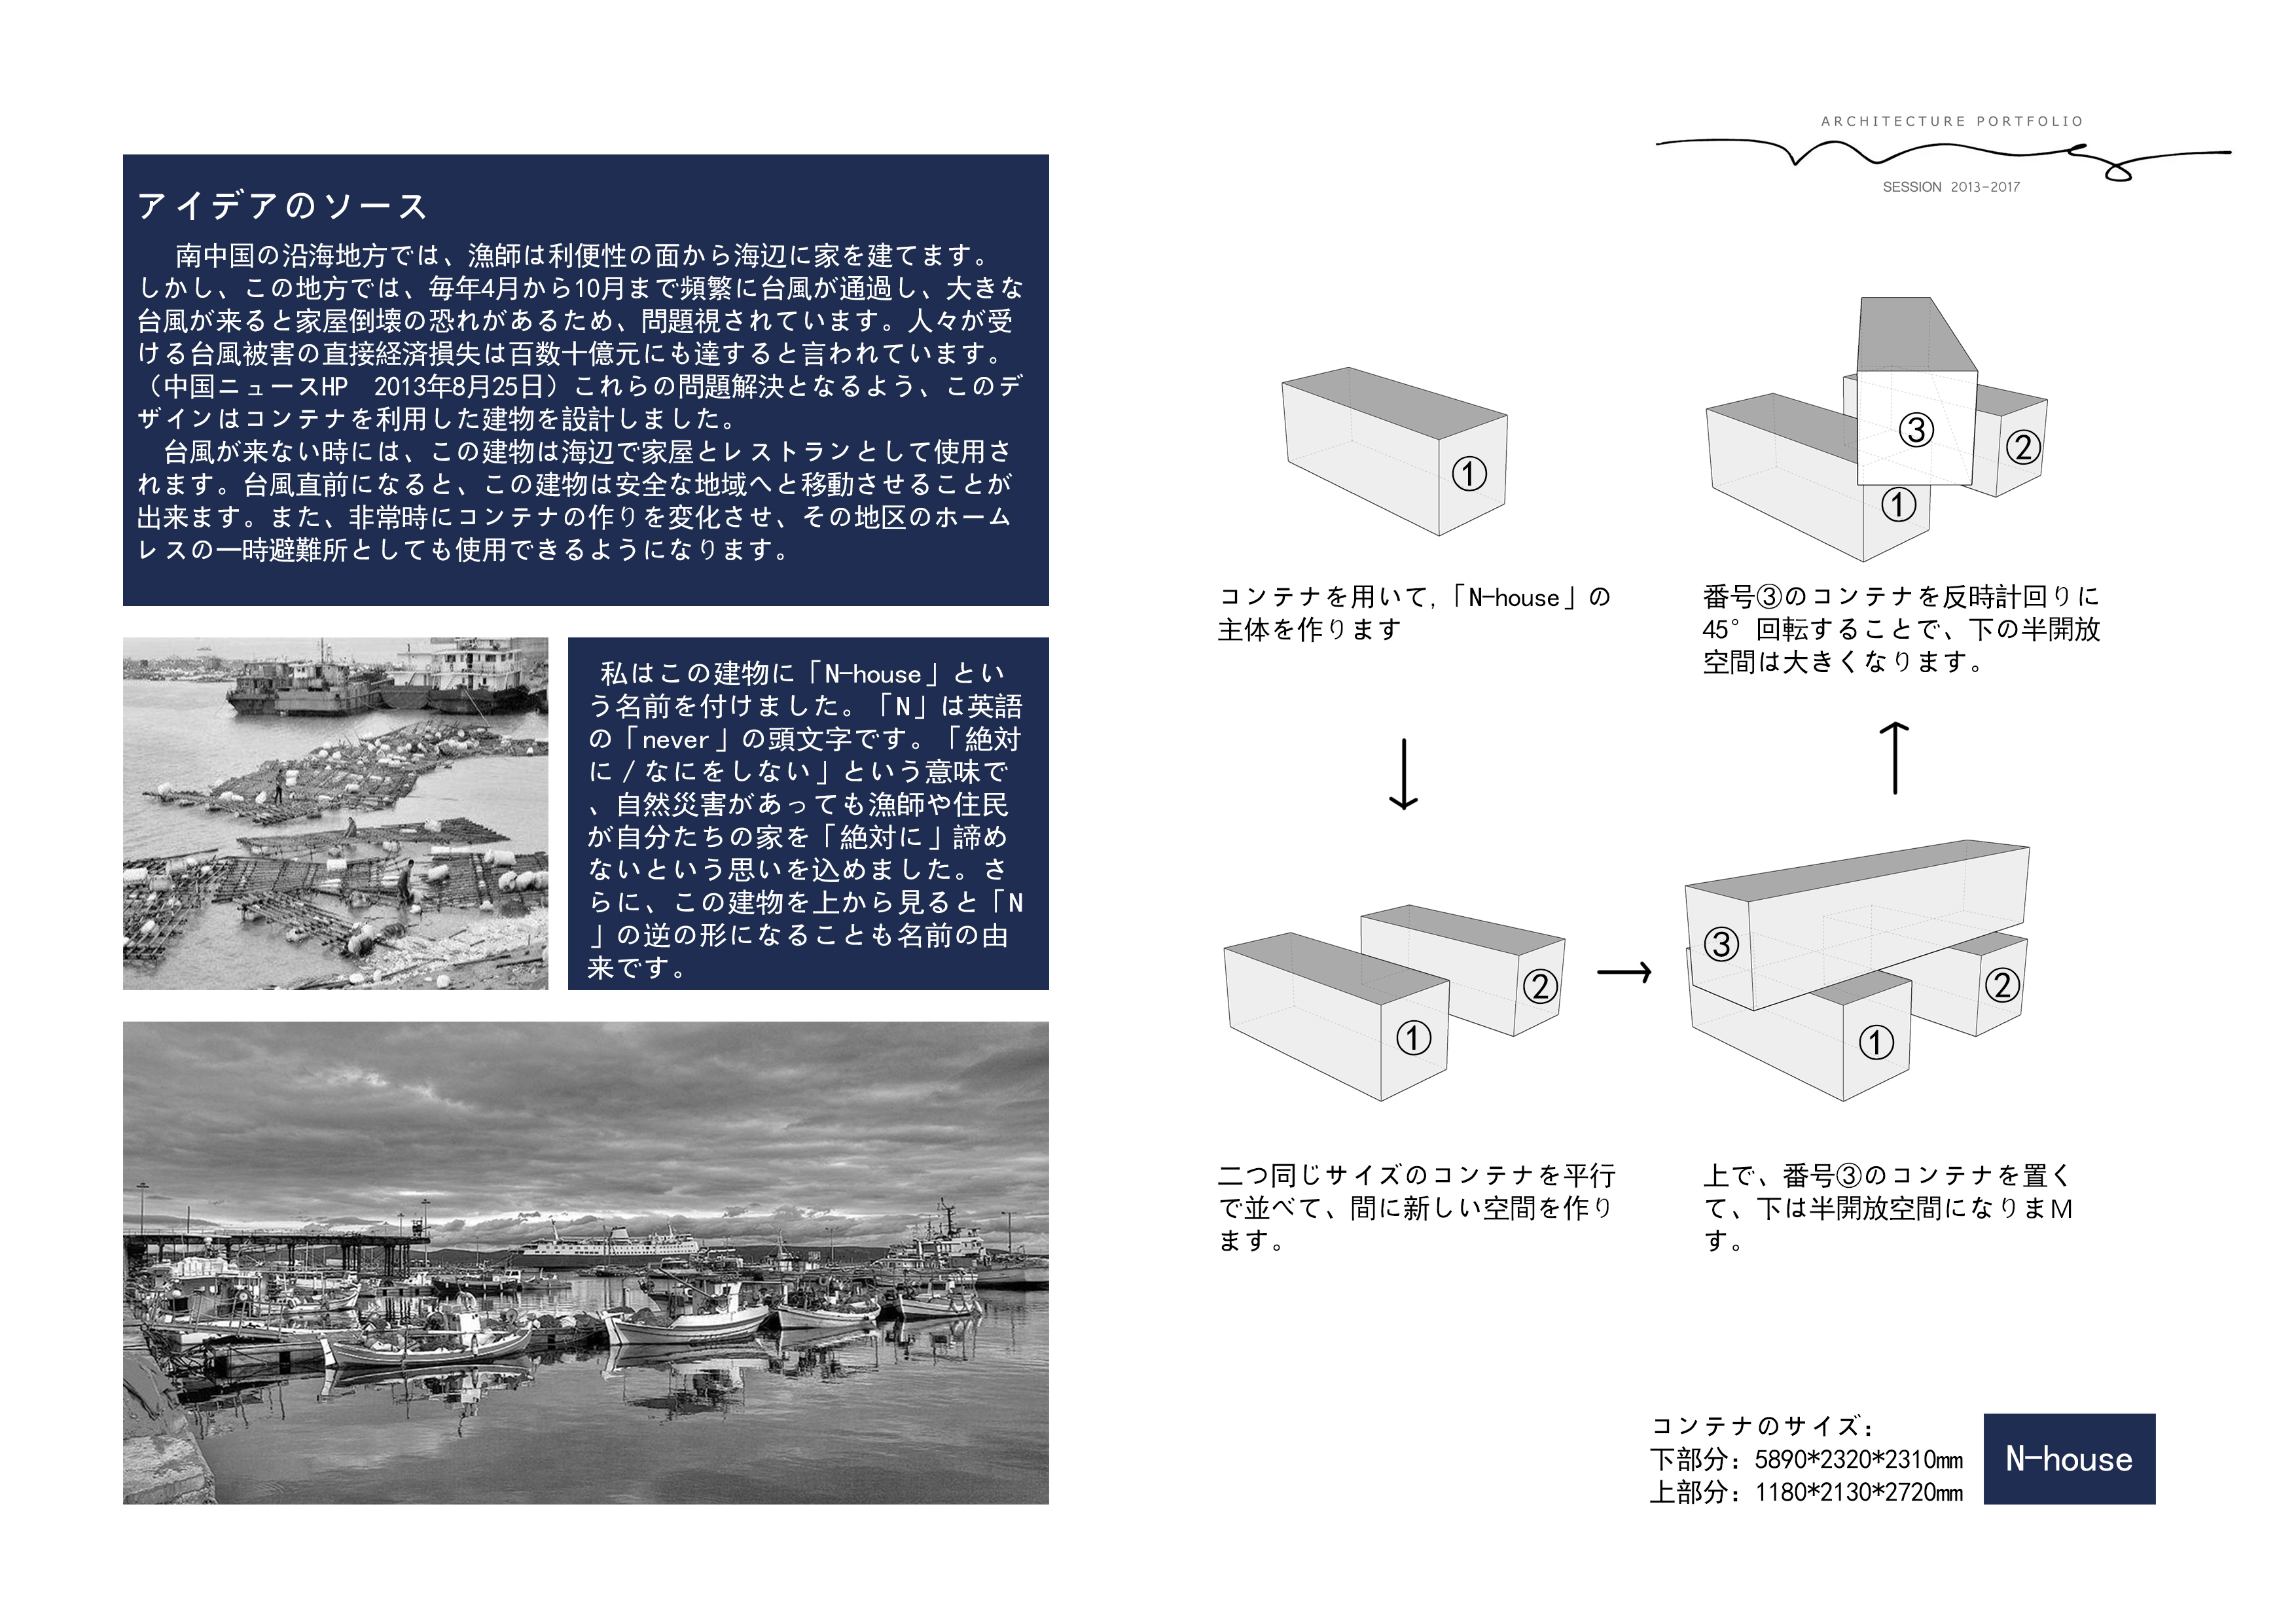 ARCHITECTURE PORTFOLIO
SESSION 2013-2017
アイデアのソース
南中国の沿海地方では、漁師は利便性の面から海辺に家を建てます。
しかし、この地方では、毎年4月から10月まで頻繁に台風が通過し、大きな
台風が来ると家屋倒壊の恐れがあるため、問題視されています。人々が受
ける台風被害の直接経済損失は百数十億元にも達すると言われています。
（中国ニュースHP　2013年8月25日）これらの問題解決となるよう、このデ
ザインはコンテナを利用した建物を設計しました。
台風が来ない時には、この建物は海辺で家屋とレストランとして使用さ
れます。台風直前になると、この建物は安全な地域へと移動させることが
出来ます。また、非常時にコンテナの作りを変化させ、その地区のホーム
レスの一時避難所としても使用できるようになります。
私はこの建物に「N-house」とい
う名前を付けました。「N」は英語
の「never」の頭文字です。「絶対
に/なにをしない」という意味で
、自然災害があっても漁師や住民
が自分たちの家を「絶対に」諦め
ないという思いを込めました。さ
らに、この建物を上から見ると「N
」の逆の形になることも名前の由
来です。
①
コンテナを用いて,「N-house」の
主体を作ります
①
②
二つ同じサイズのコンテナを平行
で並べて、間に新しい空間を作り
ます。
③
②
①
上で、番号③のコンテナを置く
て、下は半開放空間になりまM
す。
③
②
①
番号③のコンテナを反時計回りに
45°回転することで、下の半開放
空間は大きくなります。
コンテナのサイズ：
下部分：5890*2320*2310mm
上部分：1180*2130*2720mm
N-house